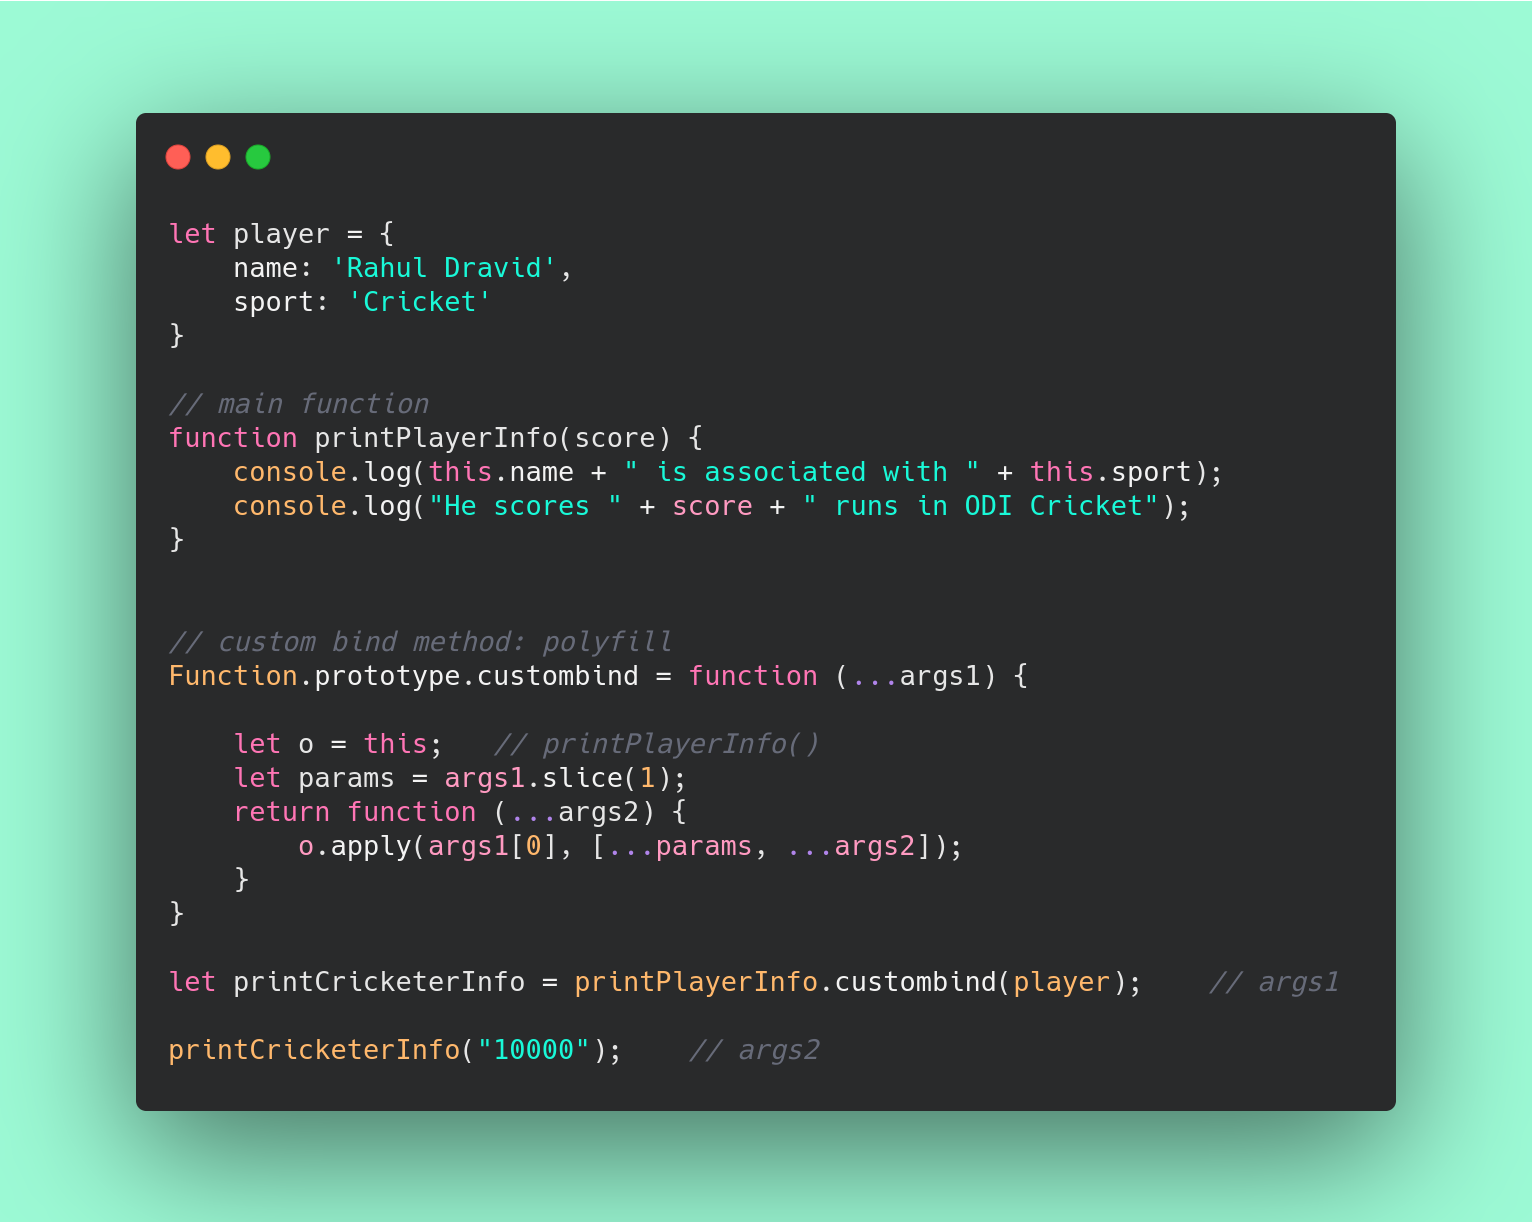 let player = {
    name: 'Rahul Dravid',
    sport: 'Cricket'
}
// main function
function printPlayerInfo(score) {
    console.log(this.name + " is associated with " + this.sport);
    console.log("He scores " + score + " runs in ODI Cricket");
}
// custom bind method: polyfill
Function.prototype.custombind = function (...args1) {
    let o = this;   // printPlayerInfo()
    let params = args1.slice(1);
    return function (...args2) {
        o.apply(args1[0], [...params, ...args2]);
    }
}
let printCricketerInfo = printPlayerInfo.custombind(player);    // args1
printCricketerInfo("10000");    // args2